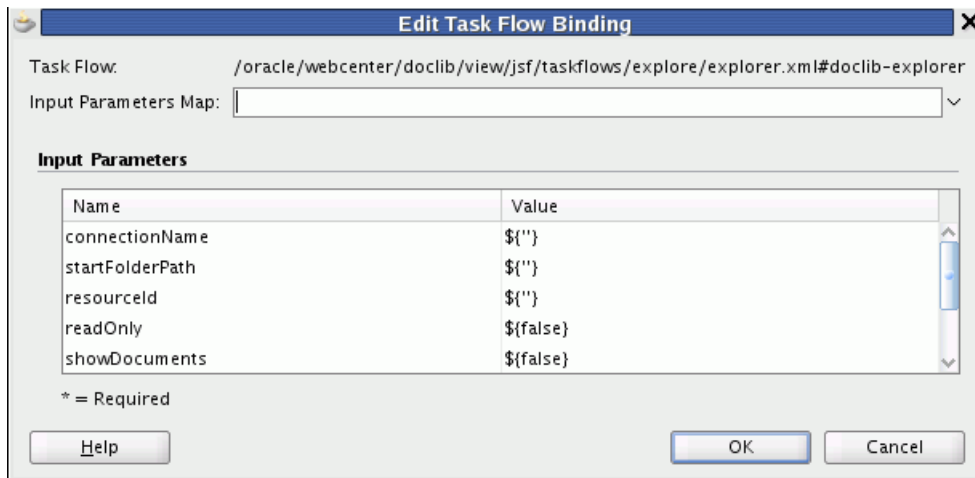 Edit Task Flow Binding
Task Flow: /oracle/webcenter/doclib/view/jsf/taskflows/explore/explorer.xml#doclib-explorer
Input Parameters Map:
Input Parameters
Name Value
connectionName ${''}
startFolderPath ${''}
resourceId ${''}
readOnly ${false}
showDocuments ${false}
* = Required
Help OK Cancel